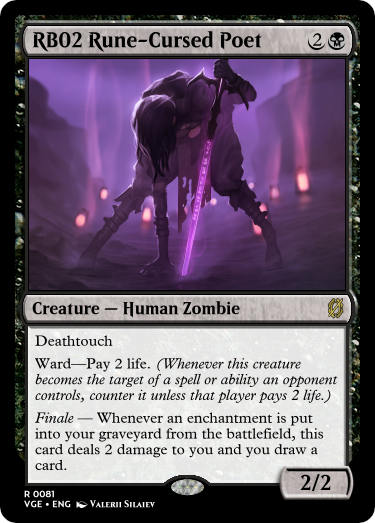 RB02 Rune-Cursed Poet 2
Creature — Human Zombie
Deathtouch
Ward—Pay 2 life. (Whenever this creature
becomes the target of a spell or ability an opponent
controls, counter it unless that player pays 2 life.)
Finale — Whenever an enchantment is put
into your graveyard from the battlefield, this
card deals 2 damage to you and you draw a
card.
2/2
R 0081
VGE • ENG Valerii Silaiev